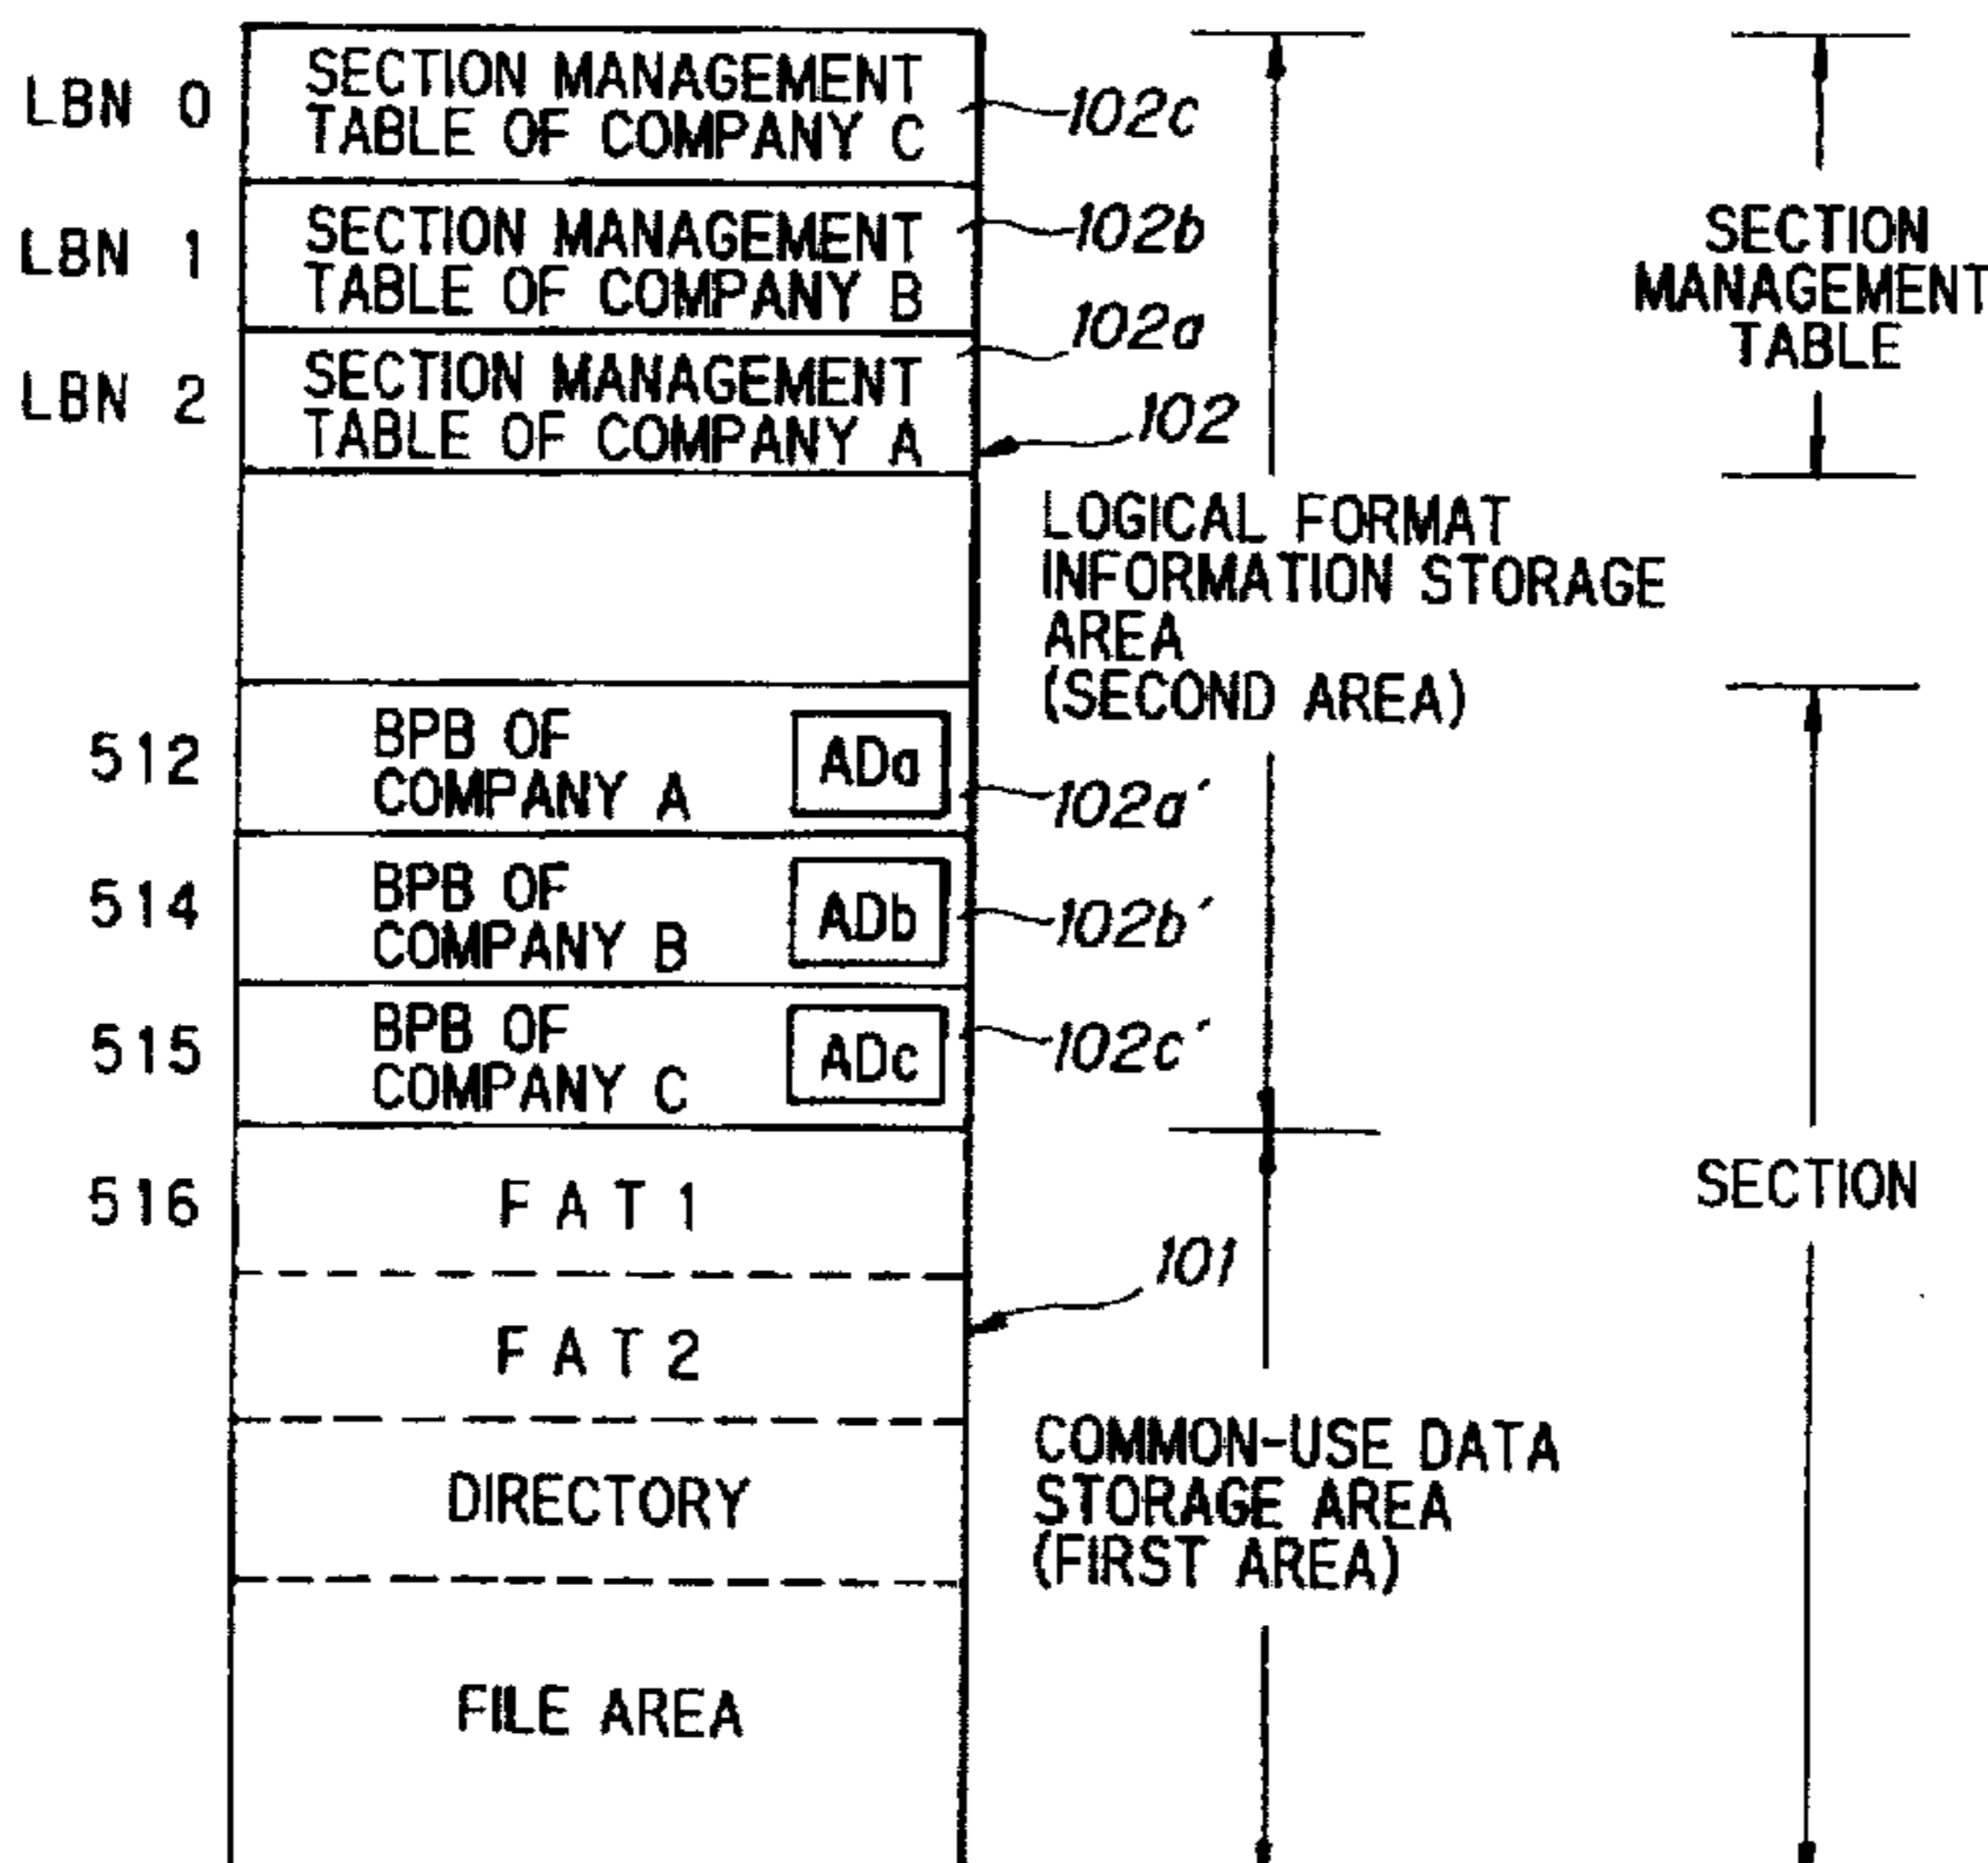 LBN 0
SECTION MANAGEMENT
TABLE OF COMPANY C
102c
LBN 1
SECTION MANAGEMENT
TABLE OF COMPANY B
102b
LBN 2
SECTION MANAGEMENT
TABLE OF COMPANY A
102a
102
SECTION
MANAGEMENT
TABLE
LOGICAL FORMAT
INFORMATION STORAGE
AREA
(SECOND AREA)
512
BPB OF
COMPANY A
ADa
102a'
514
BPB OF
COMPANY B
ADb
102b'
515
BPB OF
COMPANY C
ADc
102c'
516
FAT1
SECTION
101
FAT2
DIRECTORY
COMMON-USE DATA
STORAGE AREA
(FIRST AREA)
FILE AREA